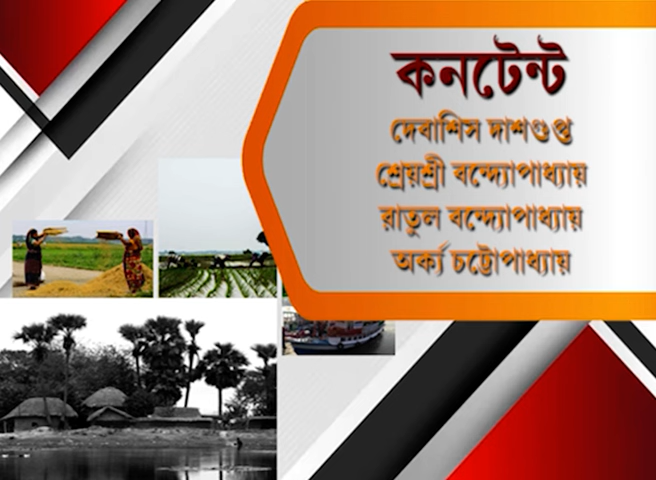 কনটেন্ট
দেবাশিস দাশগুপ্ত
শ্রেয়শ্রী বন্দ্যোপাধ্যায়
রাতুল বন্দ্যোপাধ্যায়
অর্ক্য চট্টোপাধ্যায়